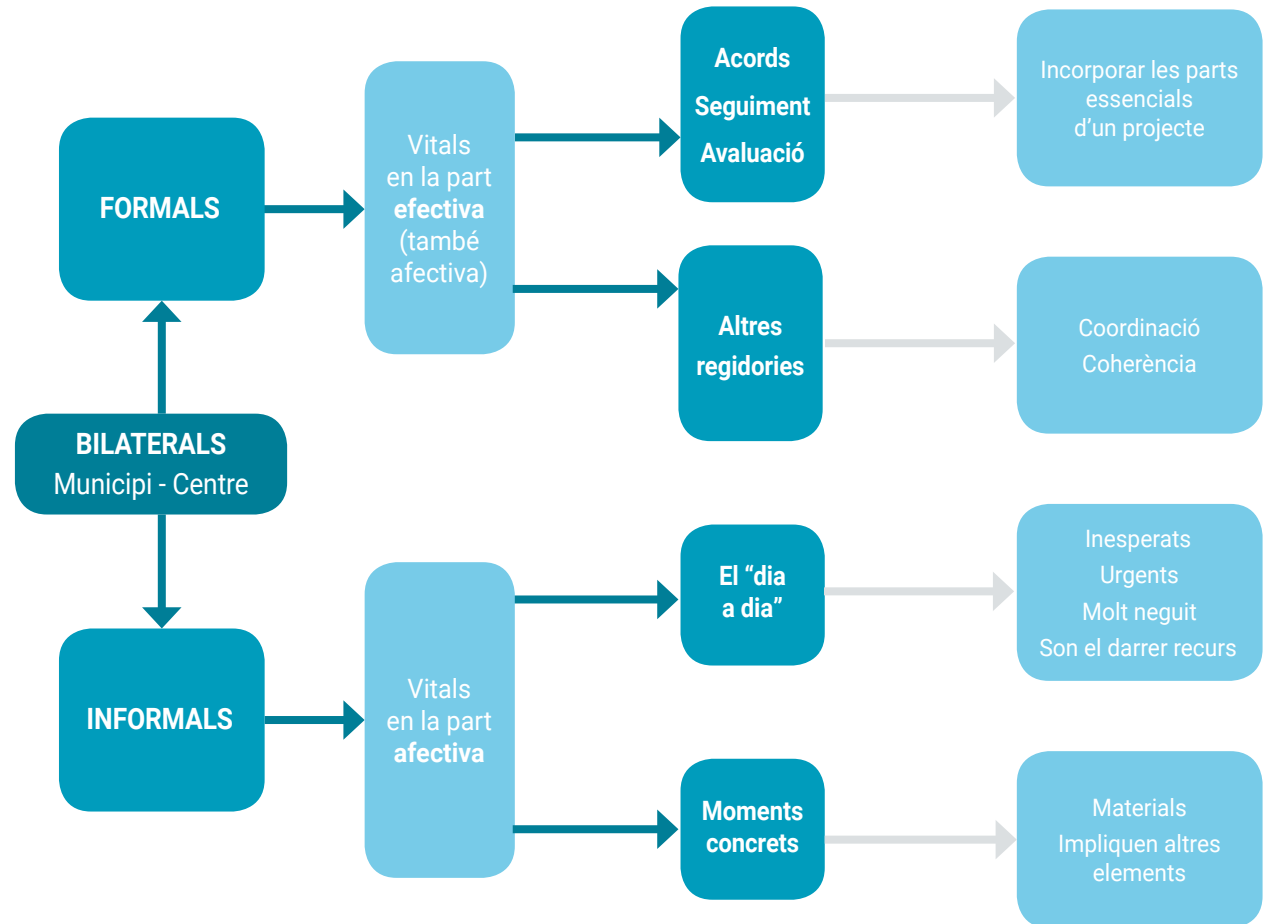 FORMALS
Vitals
en la part
efectiva
(també
afectiva)
Acords
Seguiment
Avaluació
Incorporar les parts
essencials
d’un projecte
Altres
regidories
Coordinació
Coherència
BILATERALS
Municipi - Centre
INFORMALS
Vitals
en la part
afectiva
El “dia
a dia”
Inesperats
Urgents
Molt neguit
Son el darrer recurs
Moments
concrets
Materials
Impliquen altres
elements